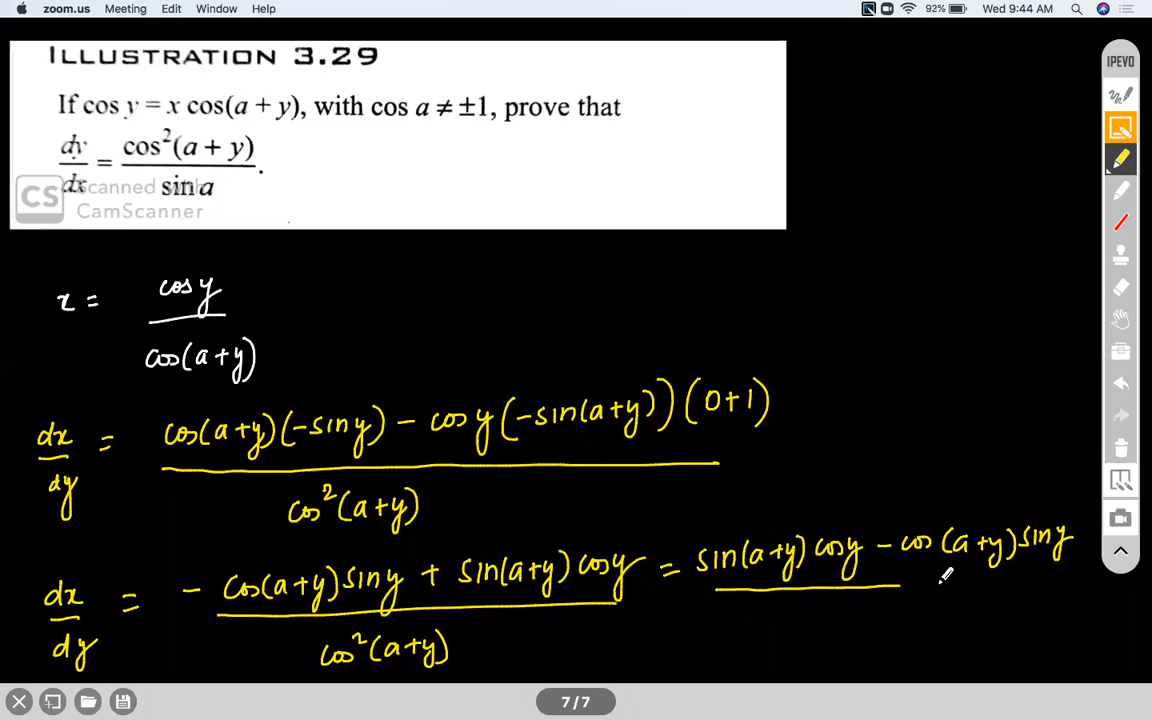 zoom.us Meeting Edit Window Help 92% Wed 9:44 AM
IPEVO
ILLUSTRATION 3.29
If cos y = x cos(a + y), with cos a ≠ ±1, prove that
dy/dx = cos²(a + y)/sin a.
CS Scanned with
CamScanner
x = cos y/cos(a+y)
dx/dy = cos(a+y)(-sin y) - cos y(-sin(a+y))(0+1)/cos²(a+y)
dx/dy = - cos(a+y) sin y + sin(a+y) cos y/cos²(a+y) = sin(a+y) cos y - cos(a+y) sin y
7/7